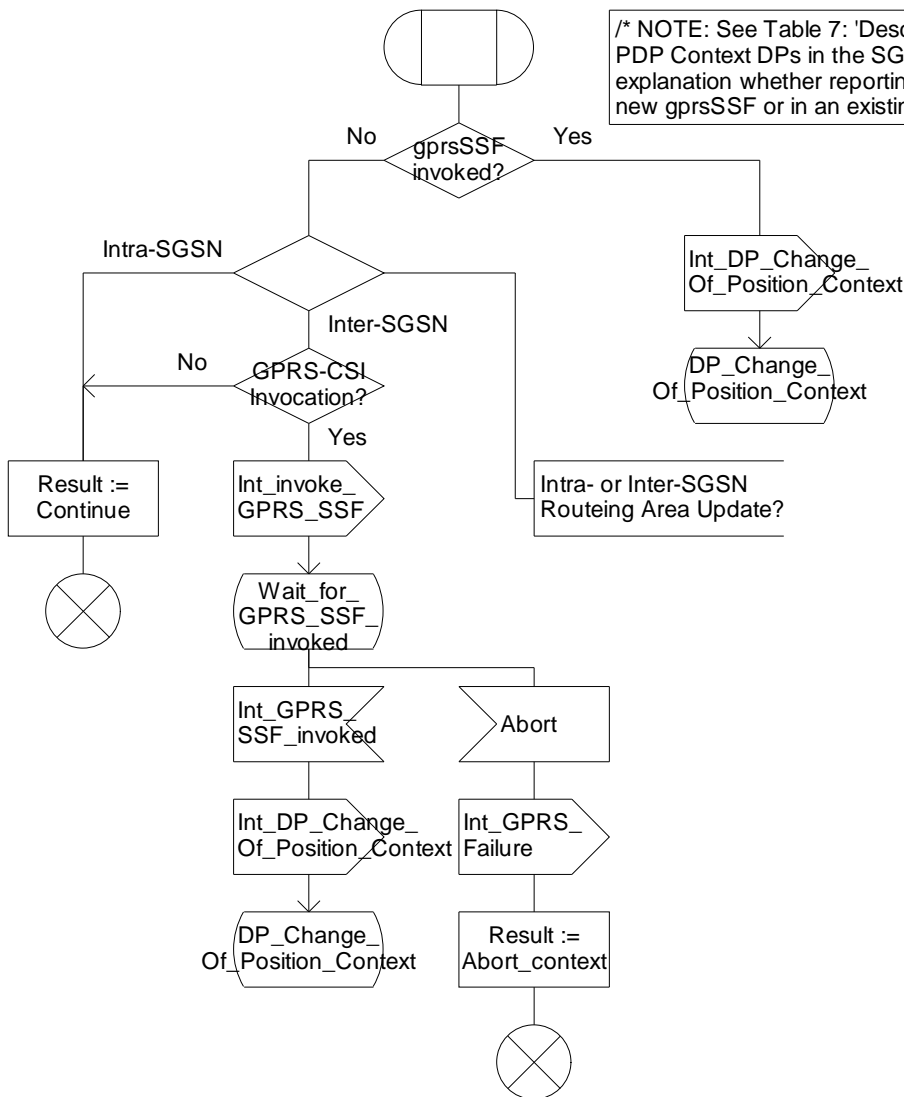 /* NOTE: See Table 7: 'Desc
PDP Context DPs in the SG
explanation whether reportin
new gprsSSF or in an existin
No
gprsSSF
invoked?
Yes
Intra-SGSN
Int_DP_Change_
Of_Position_Context
Inter-SGSN
No
GPRS-CSI
Invocation?
DP_Change_
Of_Position_Context
Yes
Result :=
Continue
Int_invoke_
GPRS_SSF
Intra- or Inter-SGSN
Routeing Area Update?
Wait_for_
GPRS_SSF_
invoked
Int_GPRS_
SSF_invoked
Abort
Int_DP_Change_
Of_Position_Context
Int_GPRS_
Failure
DP_Change_
Of_Position_Context
Result :=
Abort_context